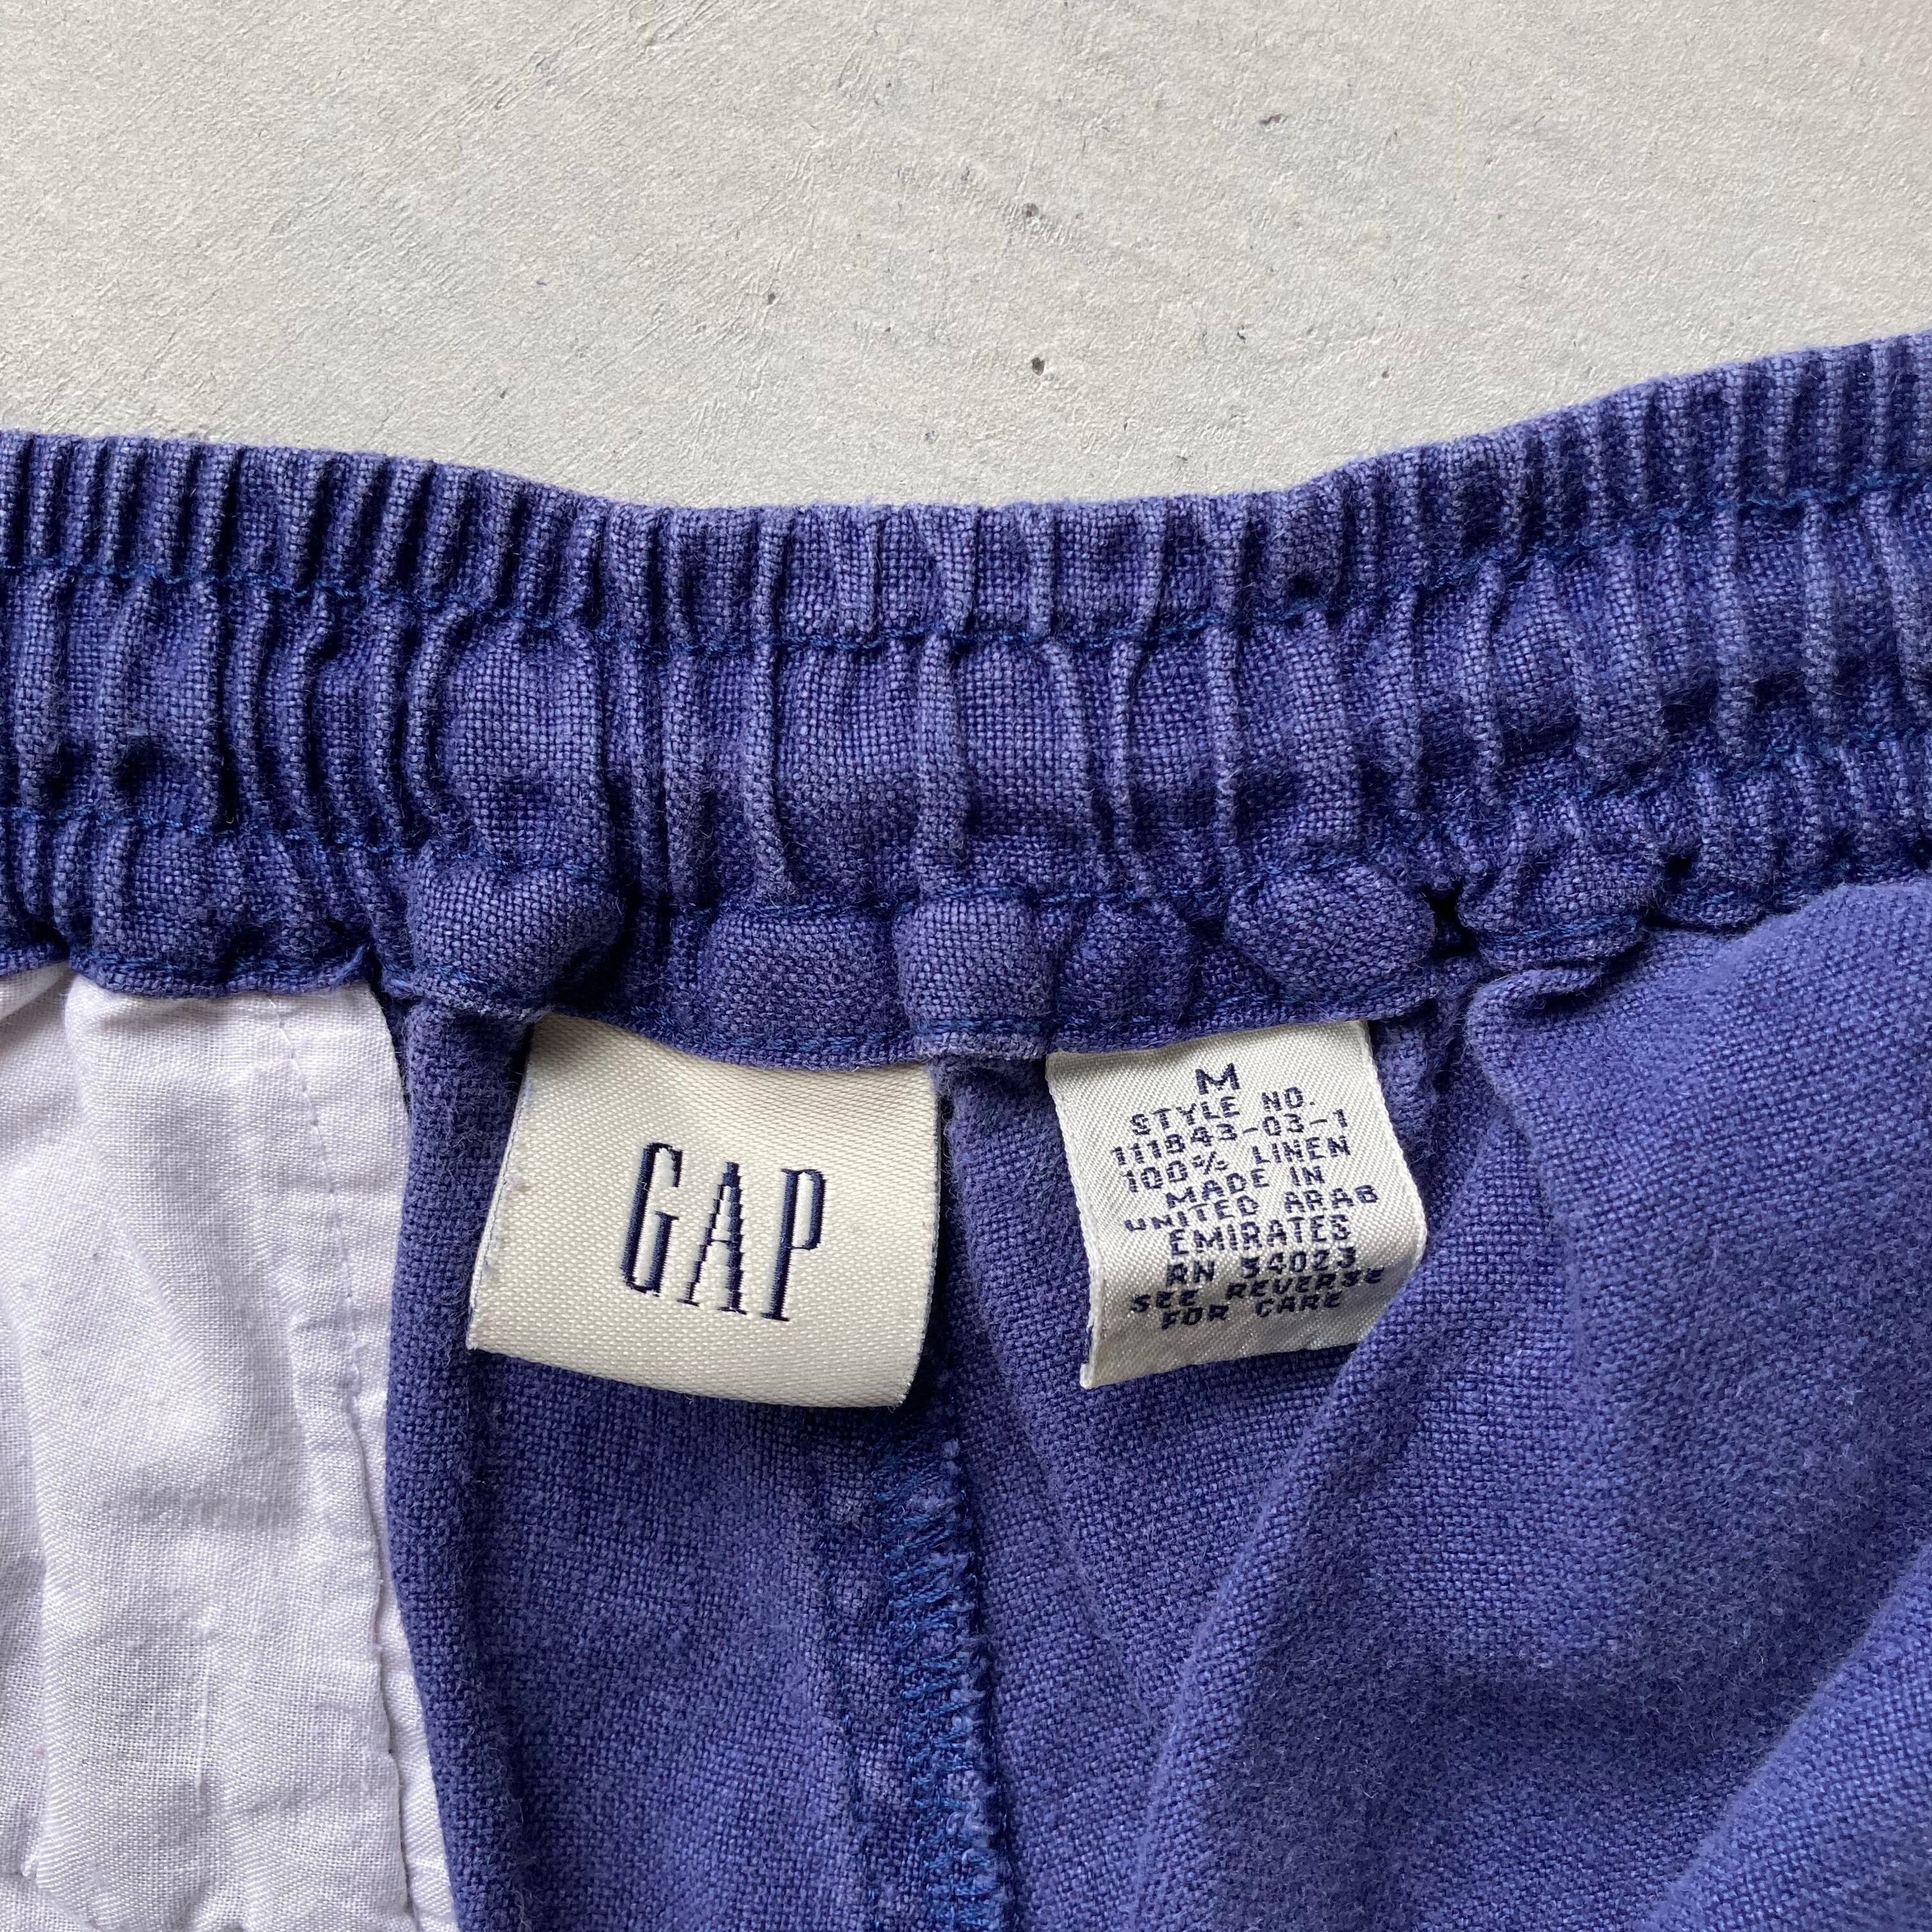 GAP
M
STYLE NO.
111843-03-1
100% LINEN
MADE IN
UNITED ARAB
EMIRATES
RN 54023
SEE REVERSE
FOR CARE